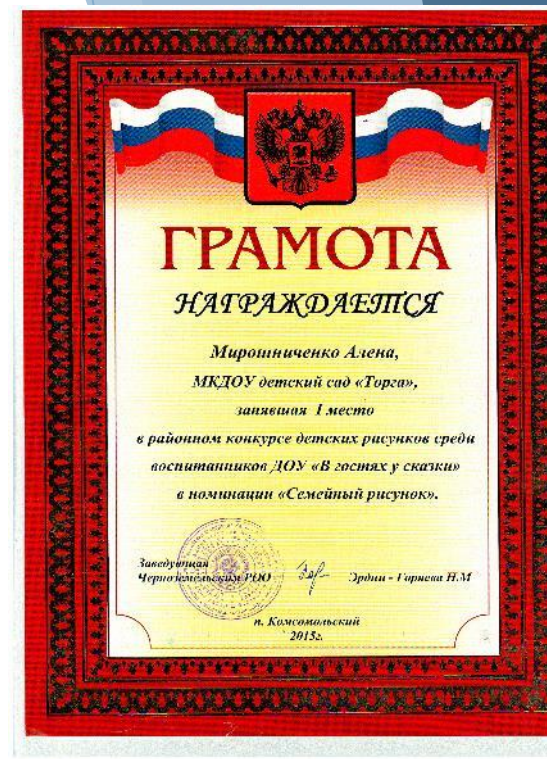 ГРАМОТА
НАГРАЖДАЕТСЯ
Мирошниченко Алена,
МКДОУ детский сад «Торга»,
занявшая I место
в районном конкурсе детских рисунков среди
воспитанников ДОУ «В гостях у сказки»
в номинации «Семейный рисунок».
Заведующая
Черноземельским РОО Эрдни - Горяева Н.М
п. Комсомольский
2015г.